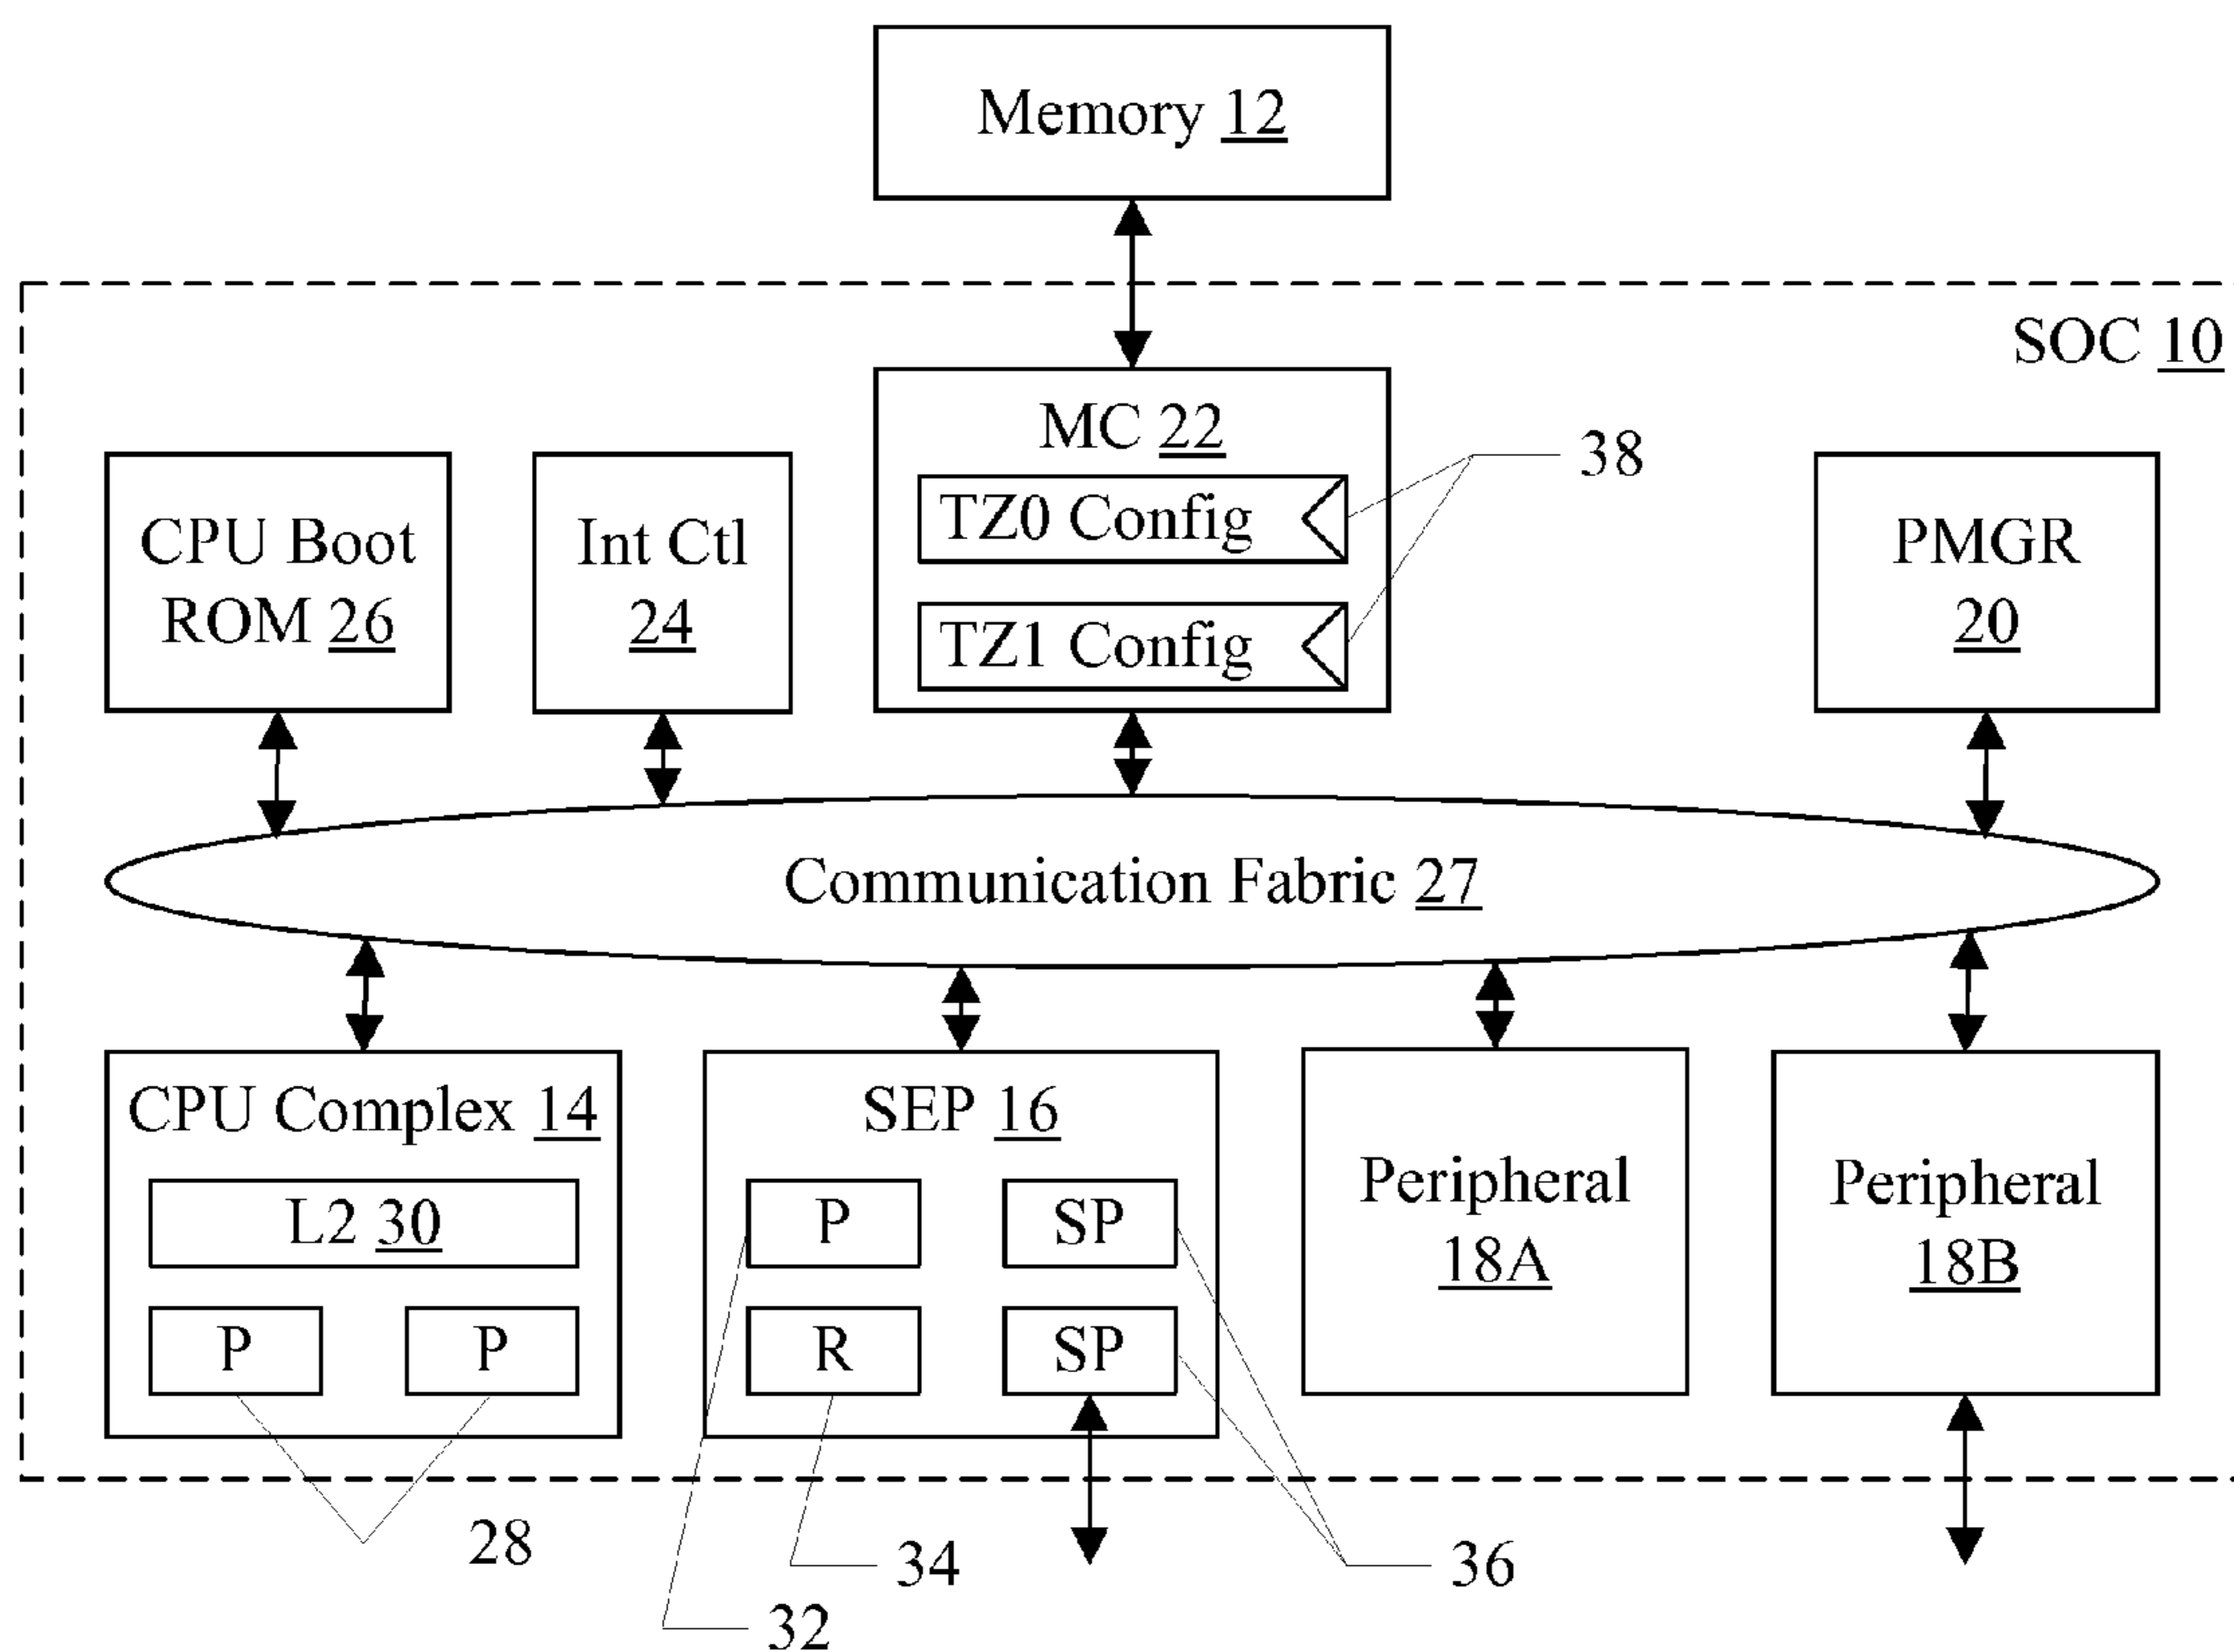 Memory 12
SOC 10
MC 22
38
TZ0 Config
TZ1 Config
CPU Boot
ROM 26
Int Ctl
24
PMGR
20
Communication Fabric 27
CPU Complex 14
L2 30
P
P
SEP 16
P
SP
R
SP
Peripheral
18A
Peripheral
18B
28
34
36
32